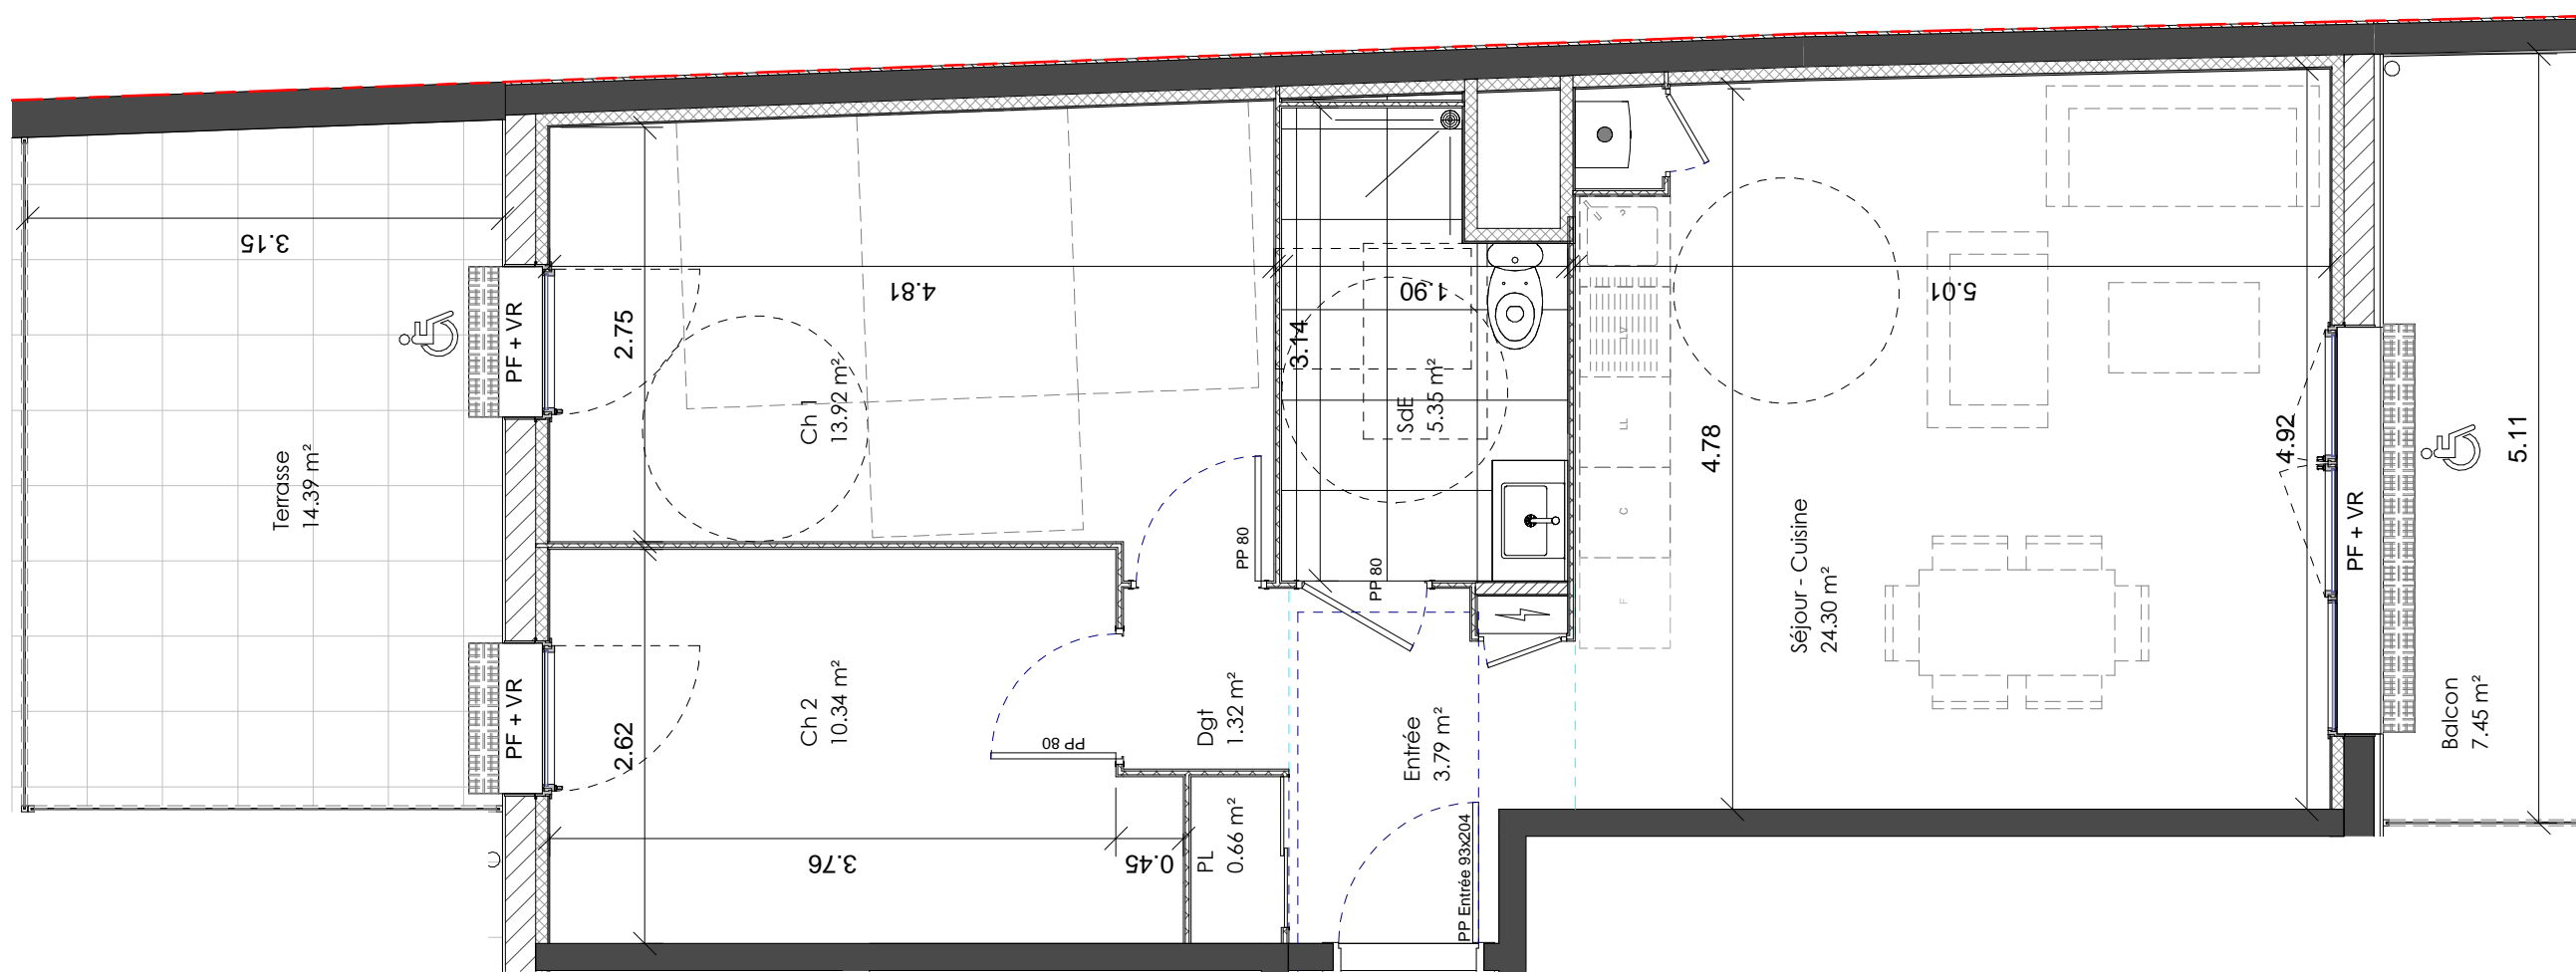 3.15
Terrasse
14.39 m²
PF + VR
PF + VR
2.75
4.81
Ch 1
13.92 m²
2.62
Ch 2
10.34 m²
3.76
0.45
PP 80
PP 80
PP 80
Dgt
1.32 m²
PL
0.66 m²
3.14
1.90
SdE
5.35 m²
Entrée
3.79 m²
PP Entrée 93x204
LV
LL
C
F
4.78
5.01
Séjour - Cuisine
24.30 m²
4.92
PF + VR
Balcon
7.45 m²
5.11